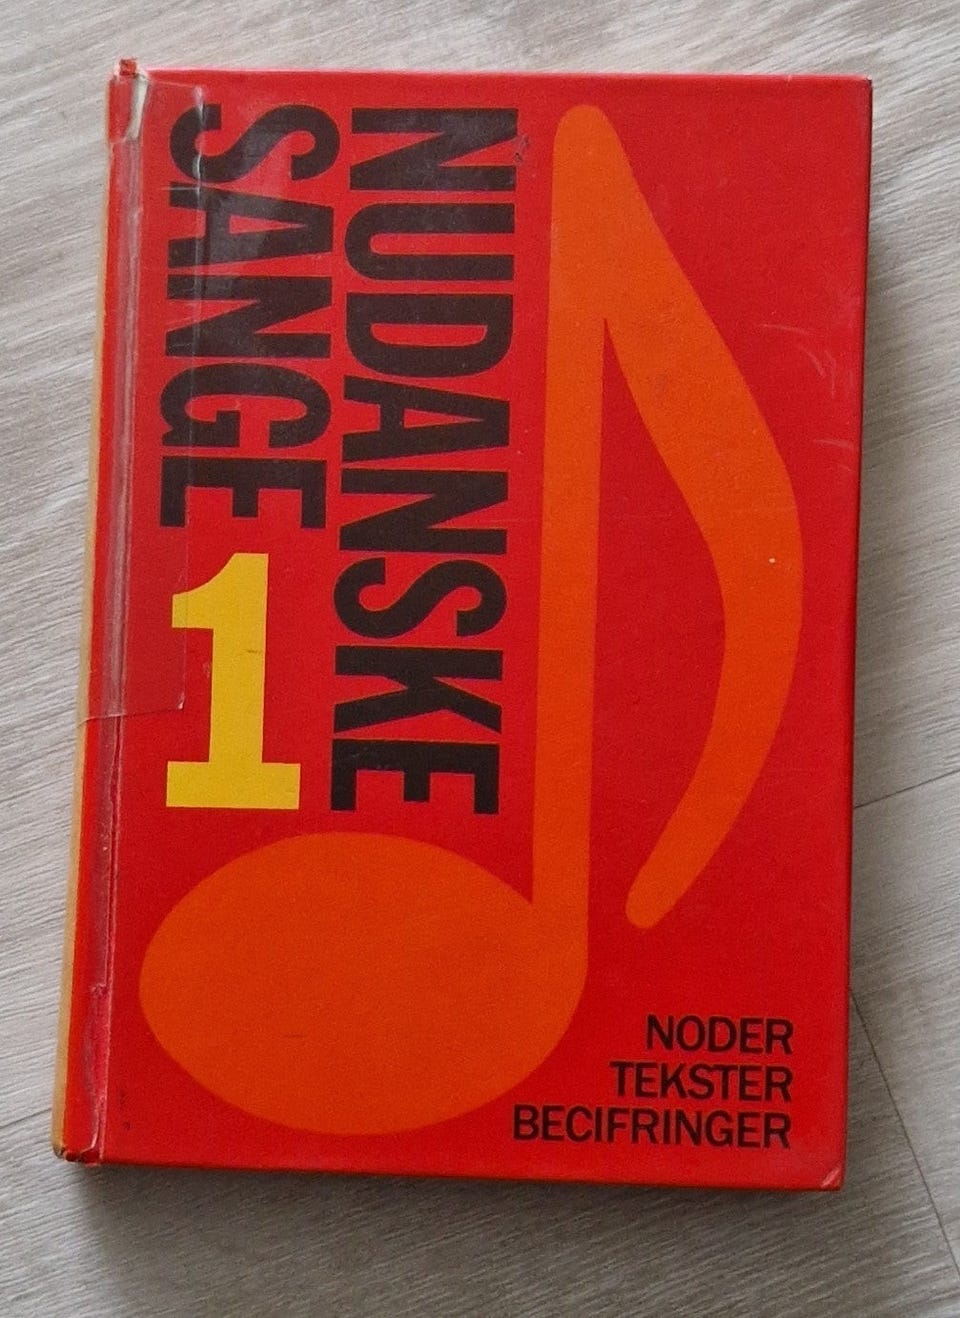 NUDANSKE
SANGE
1
NODER
TEKSTER
BECIFRINGER